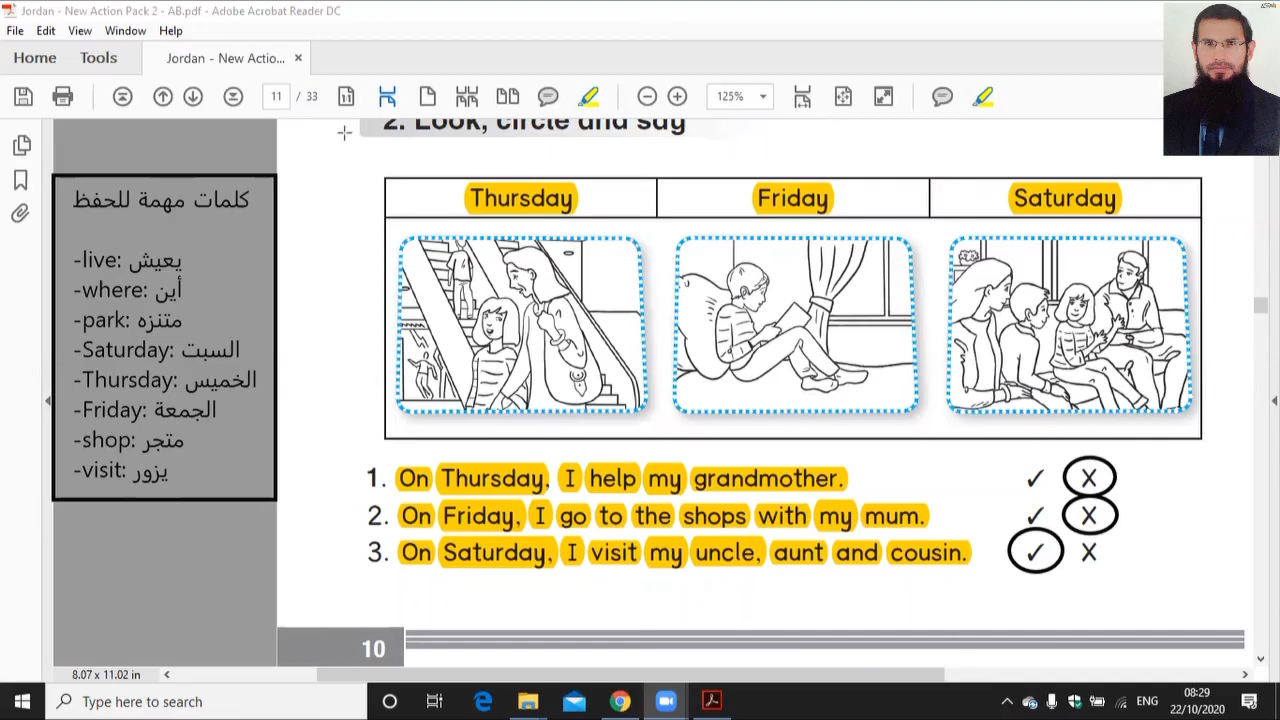 Jordan - New Action Pack 2 - AB.pdf - Adobe Acrobat Reader DC
File Edit View Window Help
Home Tools Jordan - New Actio... ×
11 / 33 125%
2. Look, circle and say
كلمات مهمة للحفظ
-live: يعيش
-where: أين
-park: متنزه
-Saturday: السبت
-Thursday: الخميس
-Friday: الجمعة
-shop: متجر
-visit: يزور
Thursday Friday Saturday
1. On Thursday, I help my grandmother. ✓ X
2. On Friday, I go to the shops with my mum. ✓ X
3. On Saturday, I visit my uncle, aunt and cousin. ✓ X
10
8.07 x 11.02 in
Type here to search
ENG
08:29
22/10/2020